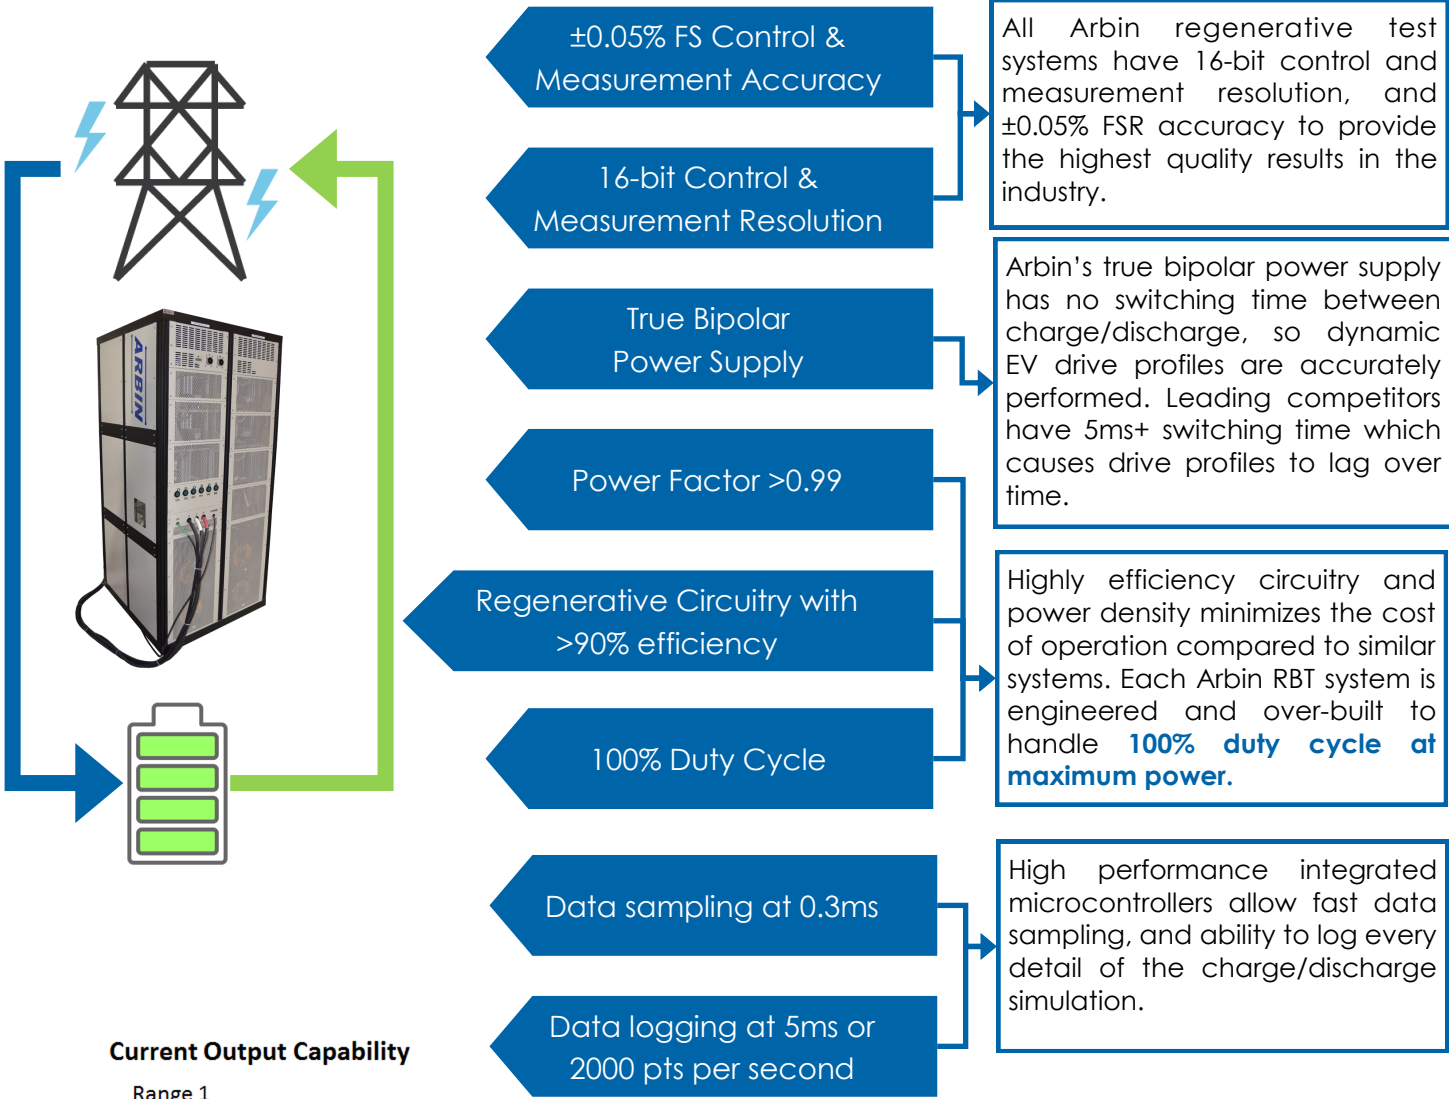 ±0.05% FS Control &
Measurement Accuracy
16-bit Control &
Measurement Resolution
All Arbin regenerative test
systems have 16-bit control and
measurement resolution, and
±0.05% FSR accuracy to provide
the highest quality results in the
industry.
True Bipolar
Power Supply
Arbin’s true bipolar power supply
has no switching time between
charge/discharge, so dynamic
EV drive profiles are accurately
performed. Leading competitors
have 5ms+ switching time which
causes drive profiles to lag over
time.
ARBIN
Power Factor >0.99
Regenerative Circuitry with
>90% efficiency
100% Duty Cycle
Highly efficiency circuitry and
power density minimizes the cost
of operation compared to similar
systems. Each Arbin RBT system is
engineered and over-built to
handle 100% duty cycle at
maximum power.
Data sampling at 0.3ms
Data logging at 5ms or
2000 pts per second
High performance integrated
microcontrollers allow fast data
sampling, and ability to log every
detail of the charge/discharge
simulation.
Current Output Capability
Range 1